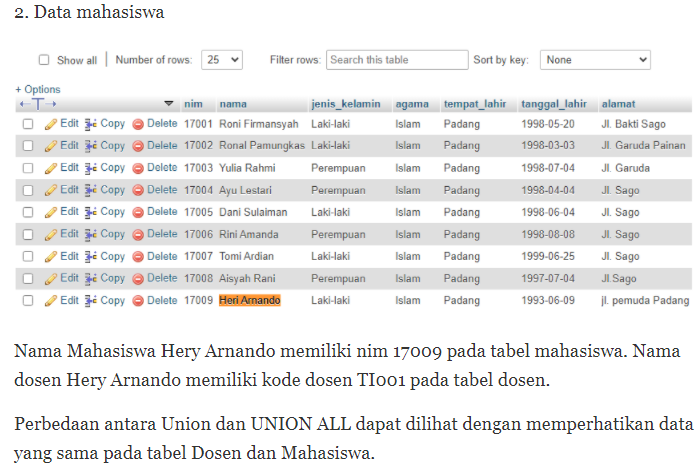 2. Data mahasiswa
Show all | Number of rows: 25 Filter rows: Search this table Sort by key: None
+ Options
←T→ nim nama jenis_kelamin agama tempat_lahir tanggal_lahir alamat
Edit Copy Delete 17001 Roni Firmansyah Laki-laki Islam Padang 1998-05-20 Jl. Bakti Sago
Edit Copy Delete 17002 Ronal Pamungkas Laki-laki Islam Padang 1998-03-03 Jl. Garuda Painan
Edit Copy Delete 17003 Yulia Rahmi Perempuan Islam Padang 1998-07-04 Jl. Garuda
Edit Copy Delete 17004 Ayu Lestari Perempuan Islam Padang 1998-04-04 Jl. Sago
Edit Copy Delete 17005 Dani Sulaiman Laki-laki Islam Padang 1998-06-04 Jl. Sago
Edit Copy Delete 17006 Rini Amanda Perempuan Islam Padang 1998-08-08 Jl. Sago
Edit Copy Delete 17007 Tomi Ardian Laki-laki Islam Padang 1999-06-25 Jl. Sago
Edit Copy Delete 17008 Aisyah Rani Perempuan Islam Padang 1997-07-04 Jl.Sago
Edit Copy Delete 17009 Heri Arnando Laki-laki Islam Padang 1993-06-09 jl. pemuda Padang
Nama Mahasiswa Hery Arnando memiliki nim 17009 pada tabel mahasiswa. Nama
dosen Hery Arnando memiliki kode dosen TI001 pada tabel dosen.
Perbedaan antara Union dan UNION ALL dapat dilihat dengan memperhatikan data
yang sama pada tabel Dosen dan Mahasiswa.